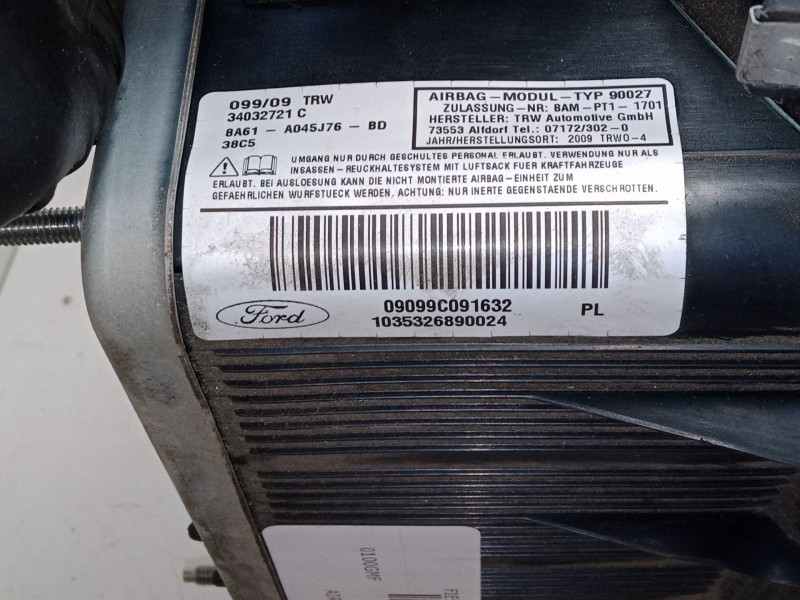 099/09 TRW
34032721 C
8A61 - A045J76 - BD
38C5
AIRBAG-MODUL-TYP 90027
ZULASSUNG-NR: BAM-PT1-1701
HERSTELLER: TRW Automotive GmbH
73553 Alfdorf Tel.: 07172/302-0
JAHR/HERSTELLUNGSORT: 2009 TRWO-4
UMGANG NUR DURCH GESCHULTES PERSONAL ERLAUBT. VERWENDUNG NUR ALS
INSASSEN - REUCKHALTESYSTEM MIT LUFTSACK FUER KRAFTFAHRZEUGE
ERLAUBT. BEI AUSLOESUNG KANN DIE NICHT MONTIERTE AIRBAG-EINHEIT ZUM
GEFAEHRLICHEN WURFSTUECK WERDEN. ACHTUNG: NUR INERTE GEGENSTAENDE VERSCHROTTEN.
Ford
09099C091632
PL
1035326890024
0100GMF